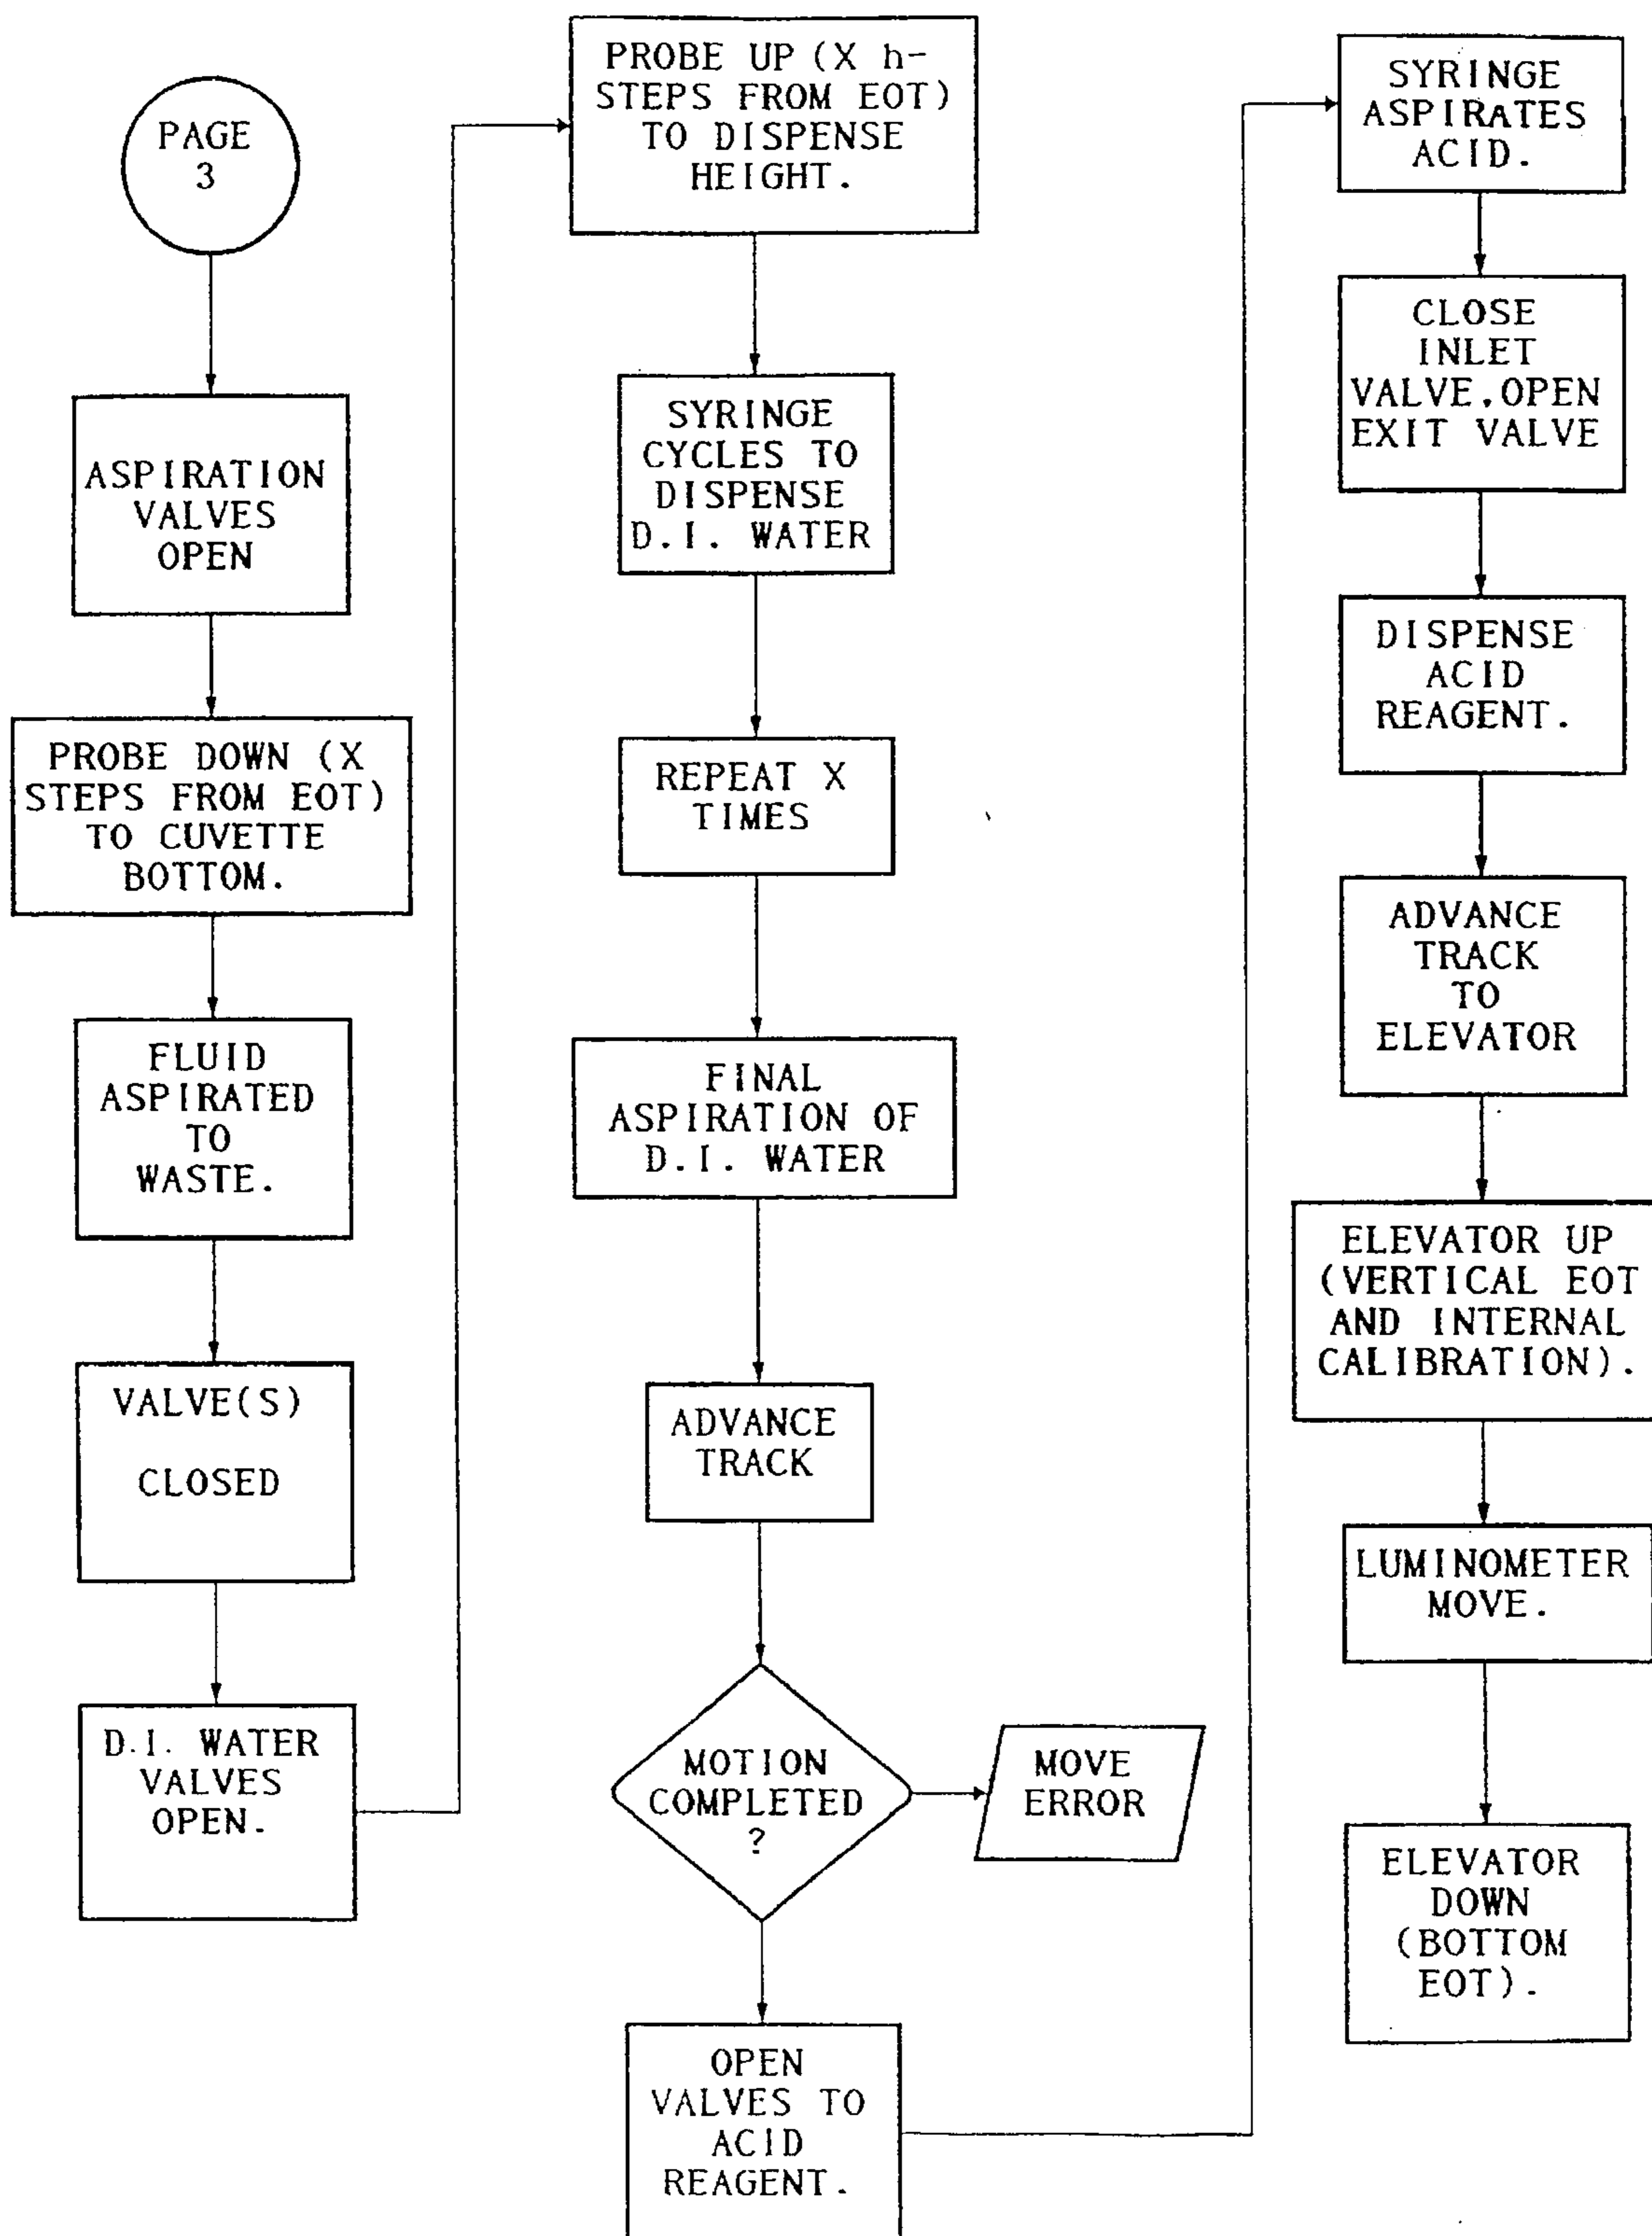 PAGE
3
ASPIRATION
VALVES
OPEN
PROBE DOWN (X
STEPS FROM EOT)
TO CUVETTE
BOTTOM.
FLUID
ASPIRATED
TO
WASTE.
VALVE(S)
CLOSED
D.I. WATER
VALVES
OPEN.
PROBE UP (X h-
STEPS FROM EOT)
TO DISPENSE
HEIGHT.
SYRINGE
CYCLES TO
DISPENSE
D.I. WATER
REPEAT X
TIMES
FINAL
ASPIRATION OF
D.I. WATER
ADVANCE
TRACK
MOTION
COMPLETED
?
MOVE
ERROR
OPEN
VALVES TO
ACID
REAGENT.
SYRINGE
ASPIRATES
ACID.
CLOSE
INLET
VALVE,OPEN
EXIT VALVE
DISPENSE
ACID
REAGENT.
ADVANCE
TRACK
TO
ELEVATOR
ELEVATOR UP
(VERTICAL EOT
AND INTERNAL
CALIBRATION).
LUMINOMETER
MOVE.
ELEVATOR
DOWN
(BOTTOM
EOT).